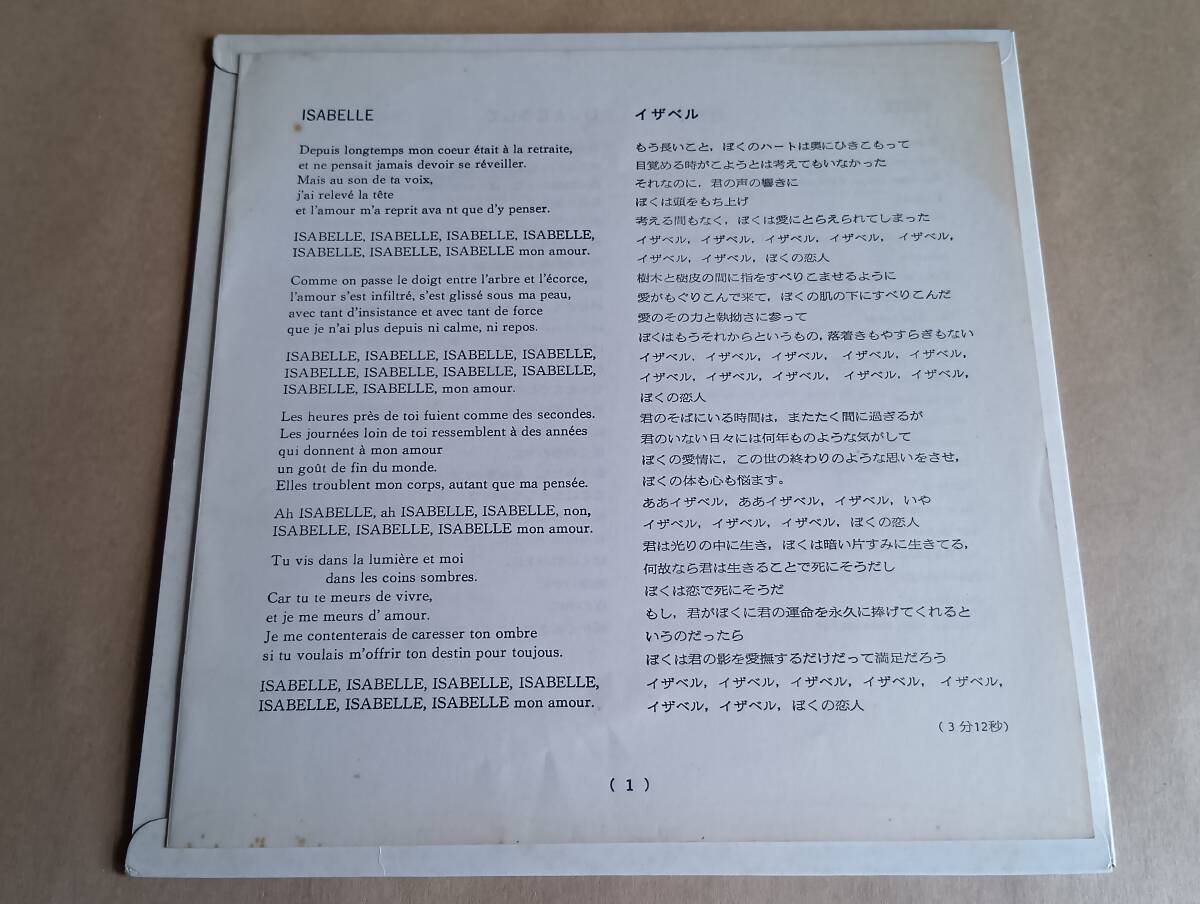 ISABELLE
Depuis longtemps mon coeur était à la retraite,
et ne pensait jamais devoir se réveiller.
Mais au son de ta voix,
j'ai relevé la tête
et l'amour m'a reprit ava nt que d'y penser.
ISABELLE, ISABELLE, ISABELLE, ISABELLE,
ISABELLE, ISABELLE, ISABELLE mon amour.
Comme on passe le doigt entre l'arbre et l'écorce,
l'amour s'est infiltré, s'est glissé sous ma peau,
avec tant d'insistance et avec tant de force
que je n'ai plus depuis ni calme, ni repos.
ISABELLE, ISABELLE, ISABELLE, ISABELLE,
ISABELLE, ISABELLE, ISABELLE, ISABELLE,
ISABELLE, ISABELLE, mon amour.
Les heures près de toi fuient comme des secondes.
Les journées loin de toi ressemblent à des années
qui donnent à mon amour
un goût de fin du monde.
Elles troublent mon corps, autant que ma pensée.
Ah ISABELLE, ah ISABELLE, ISABELLE, non,
ISABELLE, ISABELLE, ISABELLE mon amour.
Tu vis dans la lumière et moi
dans les coins sombres.
Car tu te meurs de vivre,
et je me meurs d' amour.
Je me contenterais de caresser ton ombre
si tu voulais m'offrir ton destin pour toujours.
ISABELLE, ISABELLE, ISABELLE, ISABELLE,
ISABELLE, ISABELLE, ISABELLE mon amour.
イザベル
もう長いこと，ぼくのハートは奥にひきこもって
目覚める時がこようとは考えてもいなかった
それなのに，君の声の響きに
ぼくは頭をもち上げ
考える間もなく，ぼくは愛にとらえられてしまった
イザベル，イザベル，イザベル，イザベル， イザベル，
イザベル，イザベル，ぼくの恋人
樹木と樹皮の間に指をすべりこませるように
愛がもぐりこんで来て，ぼくの肌の下にすべりこんだ
愛のその力と執拗さに参って
ぼくはもうそれからというもの，落着きもやすらぎもない
イザベル，イザベル，イザベル， イザベル，イザベル，
イザベル，イザベル，イザベル， イザベル，イザベル，
ぼくの恋人
君のそばにいる時間は，またたく間に過ぎるが
君のいない日々には何年ものような気がして
ぼくの愛情に，この世の終わりのような思いをさせ，
ぼくの体も心も悩ます。
ああイザベル，ああイザベル，イザベル，いや
イザベル，イザベル，イザベル，ぼくの恋人
君は光りの中に生き，ぼくは暗い片すみに生きてる，
何故なら君は生きることで死にそうだし
ぼくは恋で死にそうだ
もし，君がぼくに君の運命を永久に捧げてくれると
いうのだったら
ぼくは君の影を愛撫するだけだって満足だろう
イザベル，イザベル，イザベル，イザベル， イザベル，
イザベル，イザベル，ぼくの恋人
（3分12秒）
( 1 )